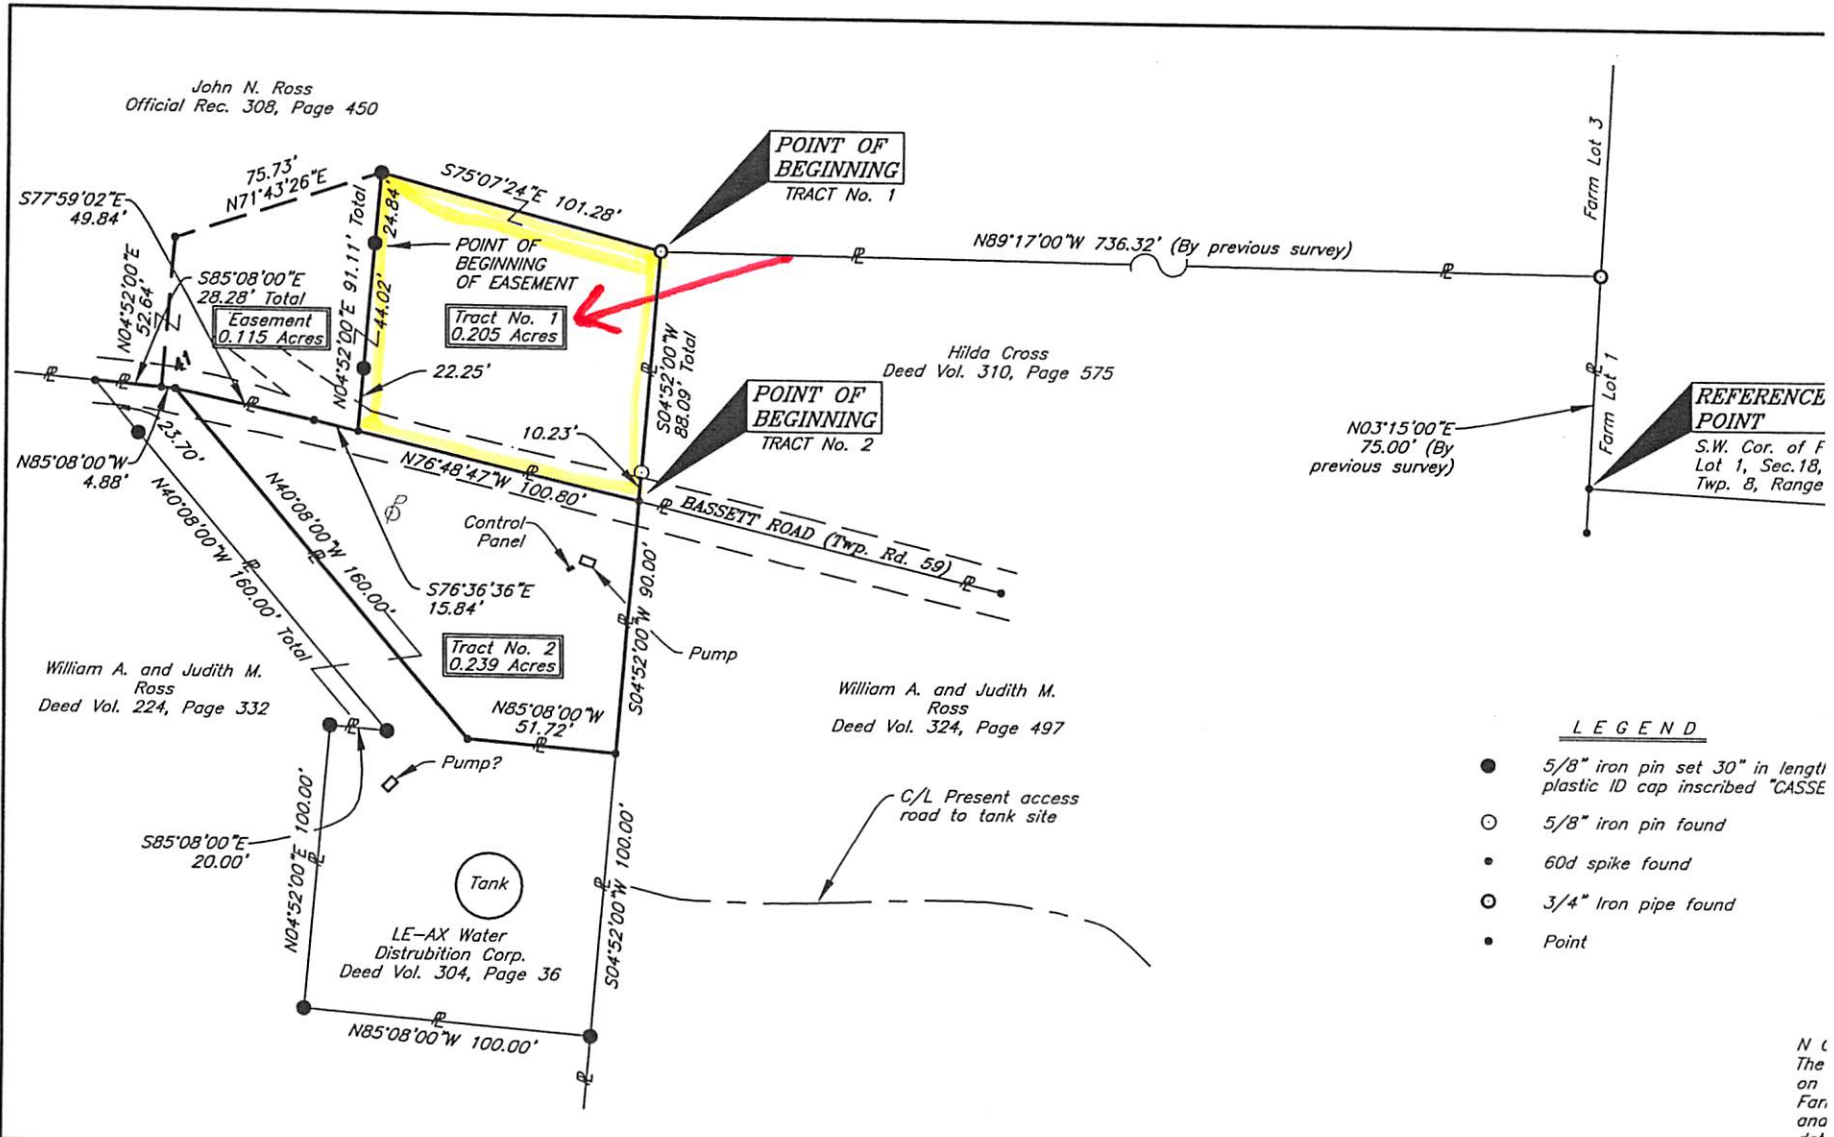 John N. Ross
Official Rec. 308, Page 450
75.73'
N71°43'26"E
S77°59'02"E
49.84'
N04°52'00"E
52.64'
S85°08'00"E
28.28' Total
Easement
0.115 Acres
N04°52'00"E 91.11' Total
24.84'
44.02'
22.25'
S75°07'24"E 101.28'
POINT OF
BEGINNING
TRACT No. 1
POINT OF
BEGINNING
OF EASEMENT
Tract No. 1
0.205 Acres
S04°52'00"W
88.09' Total
N89°17'00"W 736.32' (By previous survey)
Farm Lot 3
Farm Lot 1
Hilda Cross
Deed Vol. 310, Page 575
POINT OF
BEGINNING
TRACT No. 2
10.23'
N03°15'00"E
75.00' (By
previous survey)
REFERENCE
POINT
S.W. Cor. of F
Lot 1, Sec.18,
Twp. 8, Range
N76°48'47"W 100.80'
BASSETT ROAD (Twp. Rd. 59)
N85°08'00"W
4.88'
23.70'
N40°08'00"W 160.00' Total
N40°08'00"W 160.00'
Control
Panel
S76°36'36"E
15.84'
Tract No. 2
0.239 Acres
S04°52'00"W 90.00'
Pump
William A. and Judith M.
Ross
Deed Vol. 224, Page 332
N85°08'00"W
51.72'
William A. and Judith M.
Ross
Deed Vol. 324, Page 497
Pump?
S85°08'00"E
20.00'
N04°52'00"E 100.00'
S04°52'00"W 100.00'
C/L Present access
road to tank site
Tank
LE-AX Water
Distrubition Corp.
Deed Vol. 304, Page 36
N85°08'00"W 100.00'
LEGEND
5/8" iron pin set 30" in lengt
plastic ID cap inscribed "CASSE
5/8" iron pin found
60d spike found
3/4" Iron pipe found
Point
N
The
on
Far
and